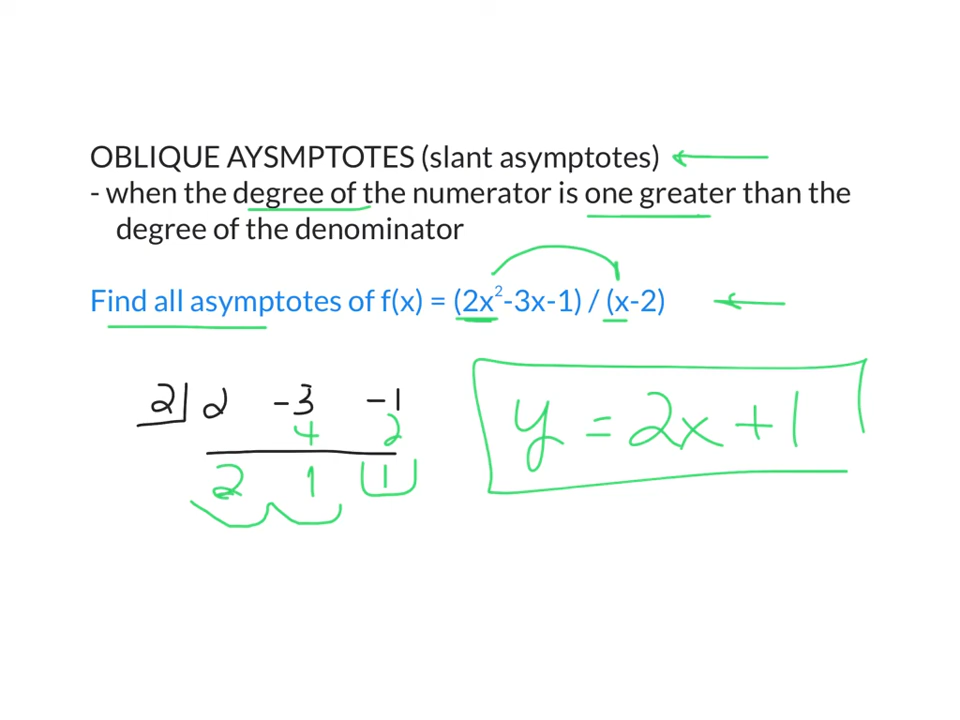 OBLIQUE AYSMPTOTES (slant asymptotes)
- when the degree of the numerator is one greater than the
degree of the denominator
Find all asymptotes of f(x) = (2x²-3x-1) / (x-2)
2| 2 -3 -1
4 2
2 1 1
y = 2x + 1